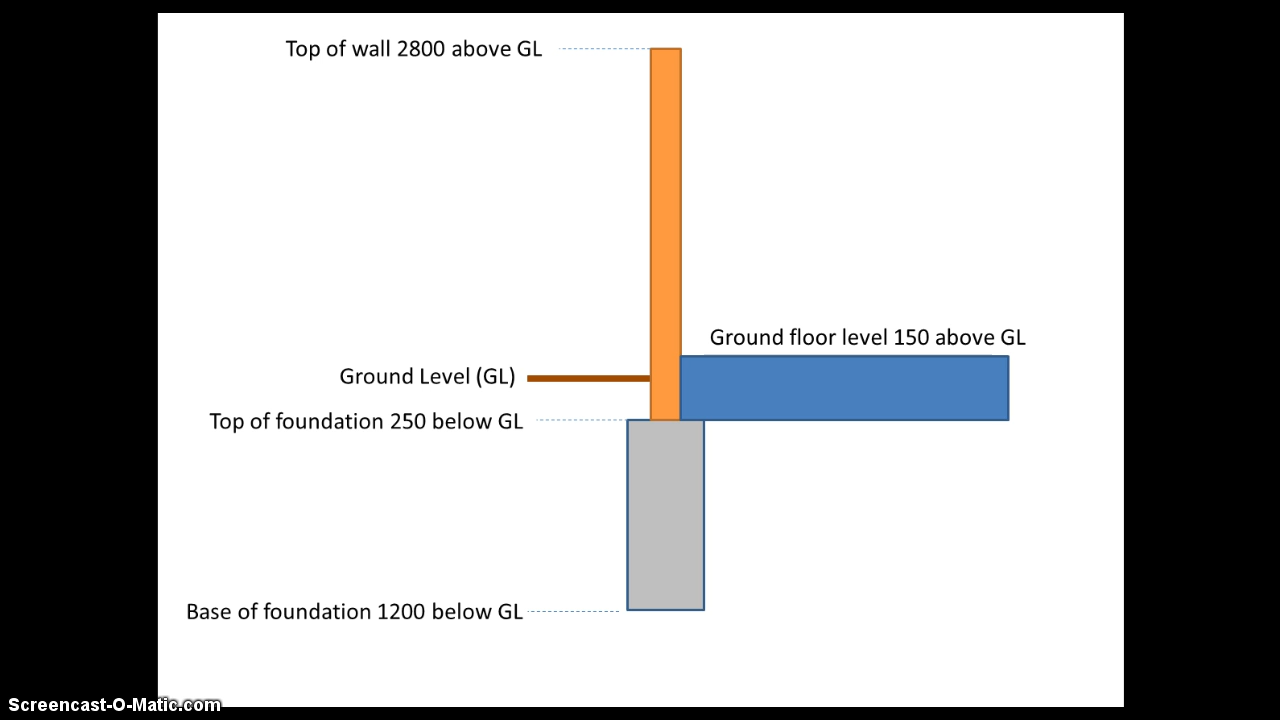 Top of wall 2800 above GL
Ground floor level 150 above GL
Ground Level (GL)
Top of foundation 250 below GL
Base of foundation 1200 below GL
Screencast-O-Matic.com